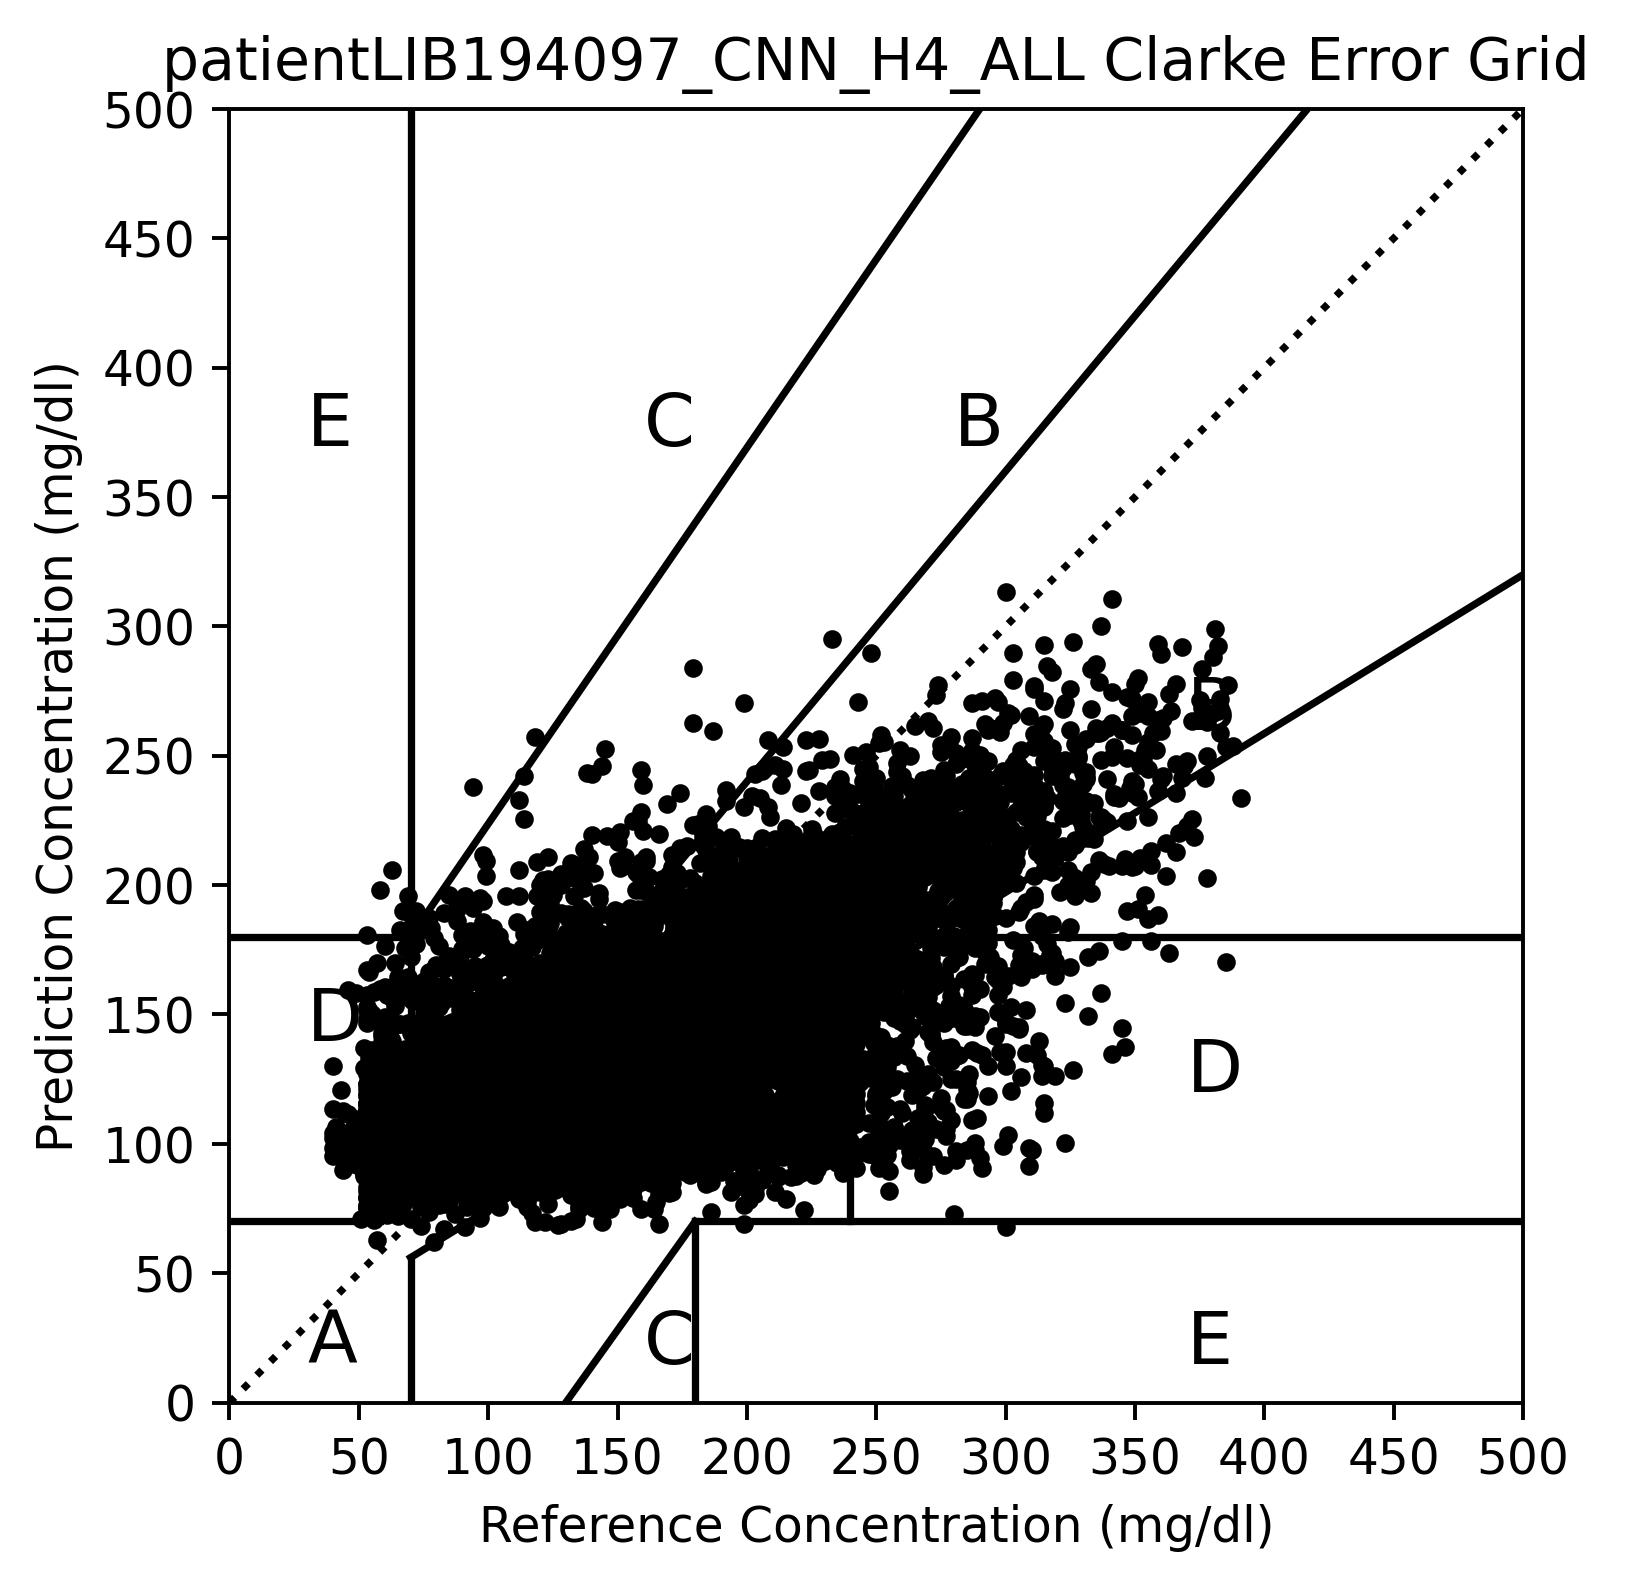 patientLIB194097_CNN_H4_ALL Clarke Error Grid
Prediction Concentration (mg/dl)
500
450
400
350
300
250
200
150
100
50
0
E
C
B
D
D
A
C
E
0 50 100 150 200 250 300 350 400 450 500
Reference Concentration (mg/dl)